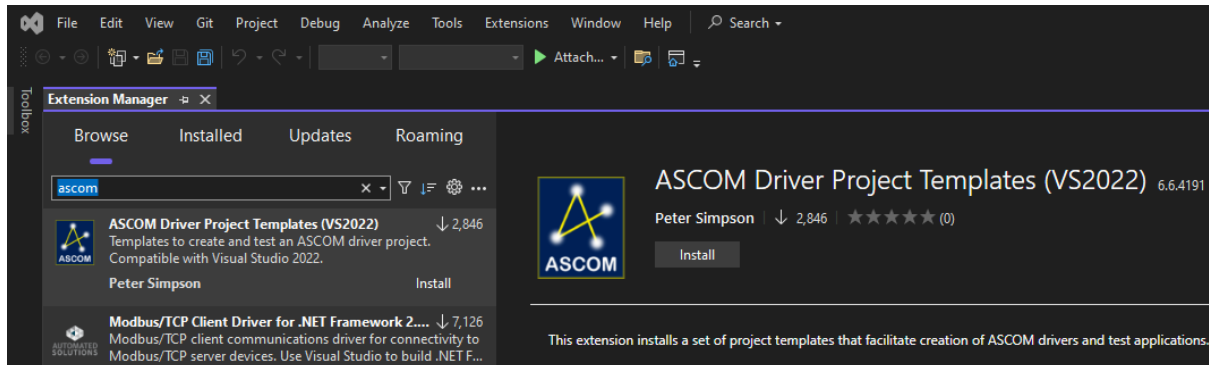 File Edit View Git Project Debug Analyze Tools Extensions Window Help Search
Attach...
Toolbox
Extension Manager
Browse Installed Updates Roaming
ascom
ASCOM Driver Project Templates (VS2022) 2,846
Templates to create and test an ASCOM driver project.
Compatible with Visual Studio 2022.
Peter Simpson Install
ASCOM
Modbus/TCP Client Driver for .NET Framework 2.... 7,126
Modbus/TCP client communications driver for connectivity to
Modbus/TCP server devices. Use Visual Studio to build .NET F...
AUTOMATED
SOLUTIONS
ASCOM
ASCOM Driver Project Templates (VS2022) 6.6.4191
Peter Simpson 2,846 (0)
Install
This extension installs a set of project templates that facilitate creation of ASCOM drivers and test applications.